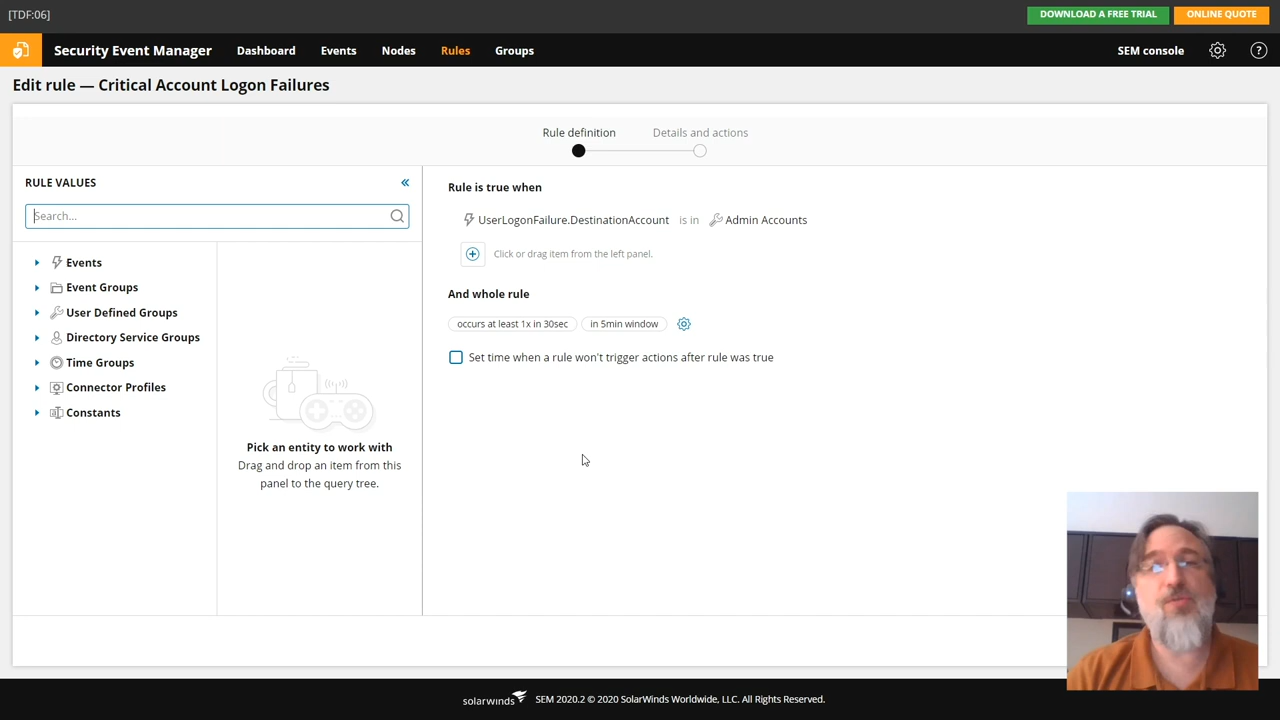 [TDF:06]
DOWNLOAD A FREE TRIAL
ONLINE QUOTE
Security Event Manager
Dashboard
Events
Nodes
Rules
Groups
SEM console
Edit rule — Critical Account Logon Failures
Rule definition
Details and actions
RULE VALUES
Search...
Events
Event Groups
User Defined Groups
Directory Service Groups
Time Groups
Connector Profiles
Constants
Pick an entity to work with
Drag and drop an item from this
panel to the query tree.
Rule is true when
UserLogonFailure.DestinationAccount is in Admin Accounts
Click or drag item from the left panel.
And whole rule
occurs at least 1x in 30sec
in 5min window
Set time when a rule won't trigger actions after rule was true
solarwinds
SEM 2020.2 © 2020 SolarWinds Worldwide, LLC. All Rights Reserved.